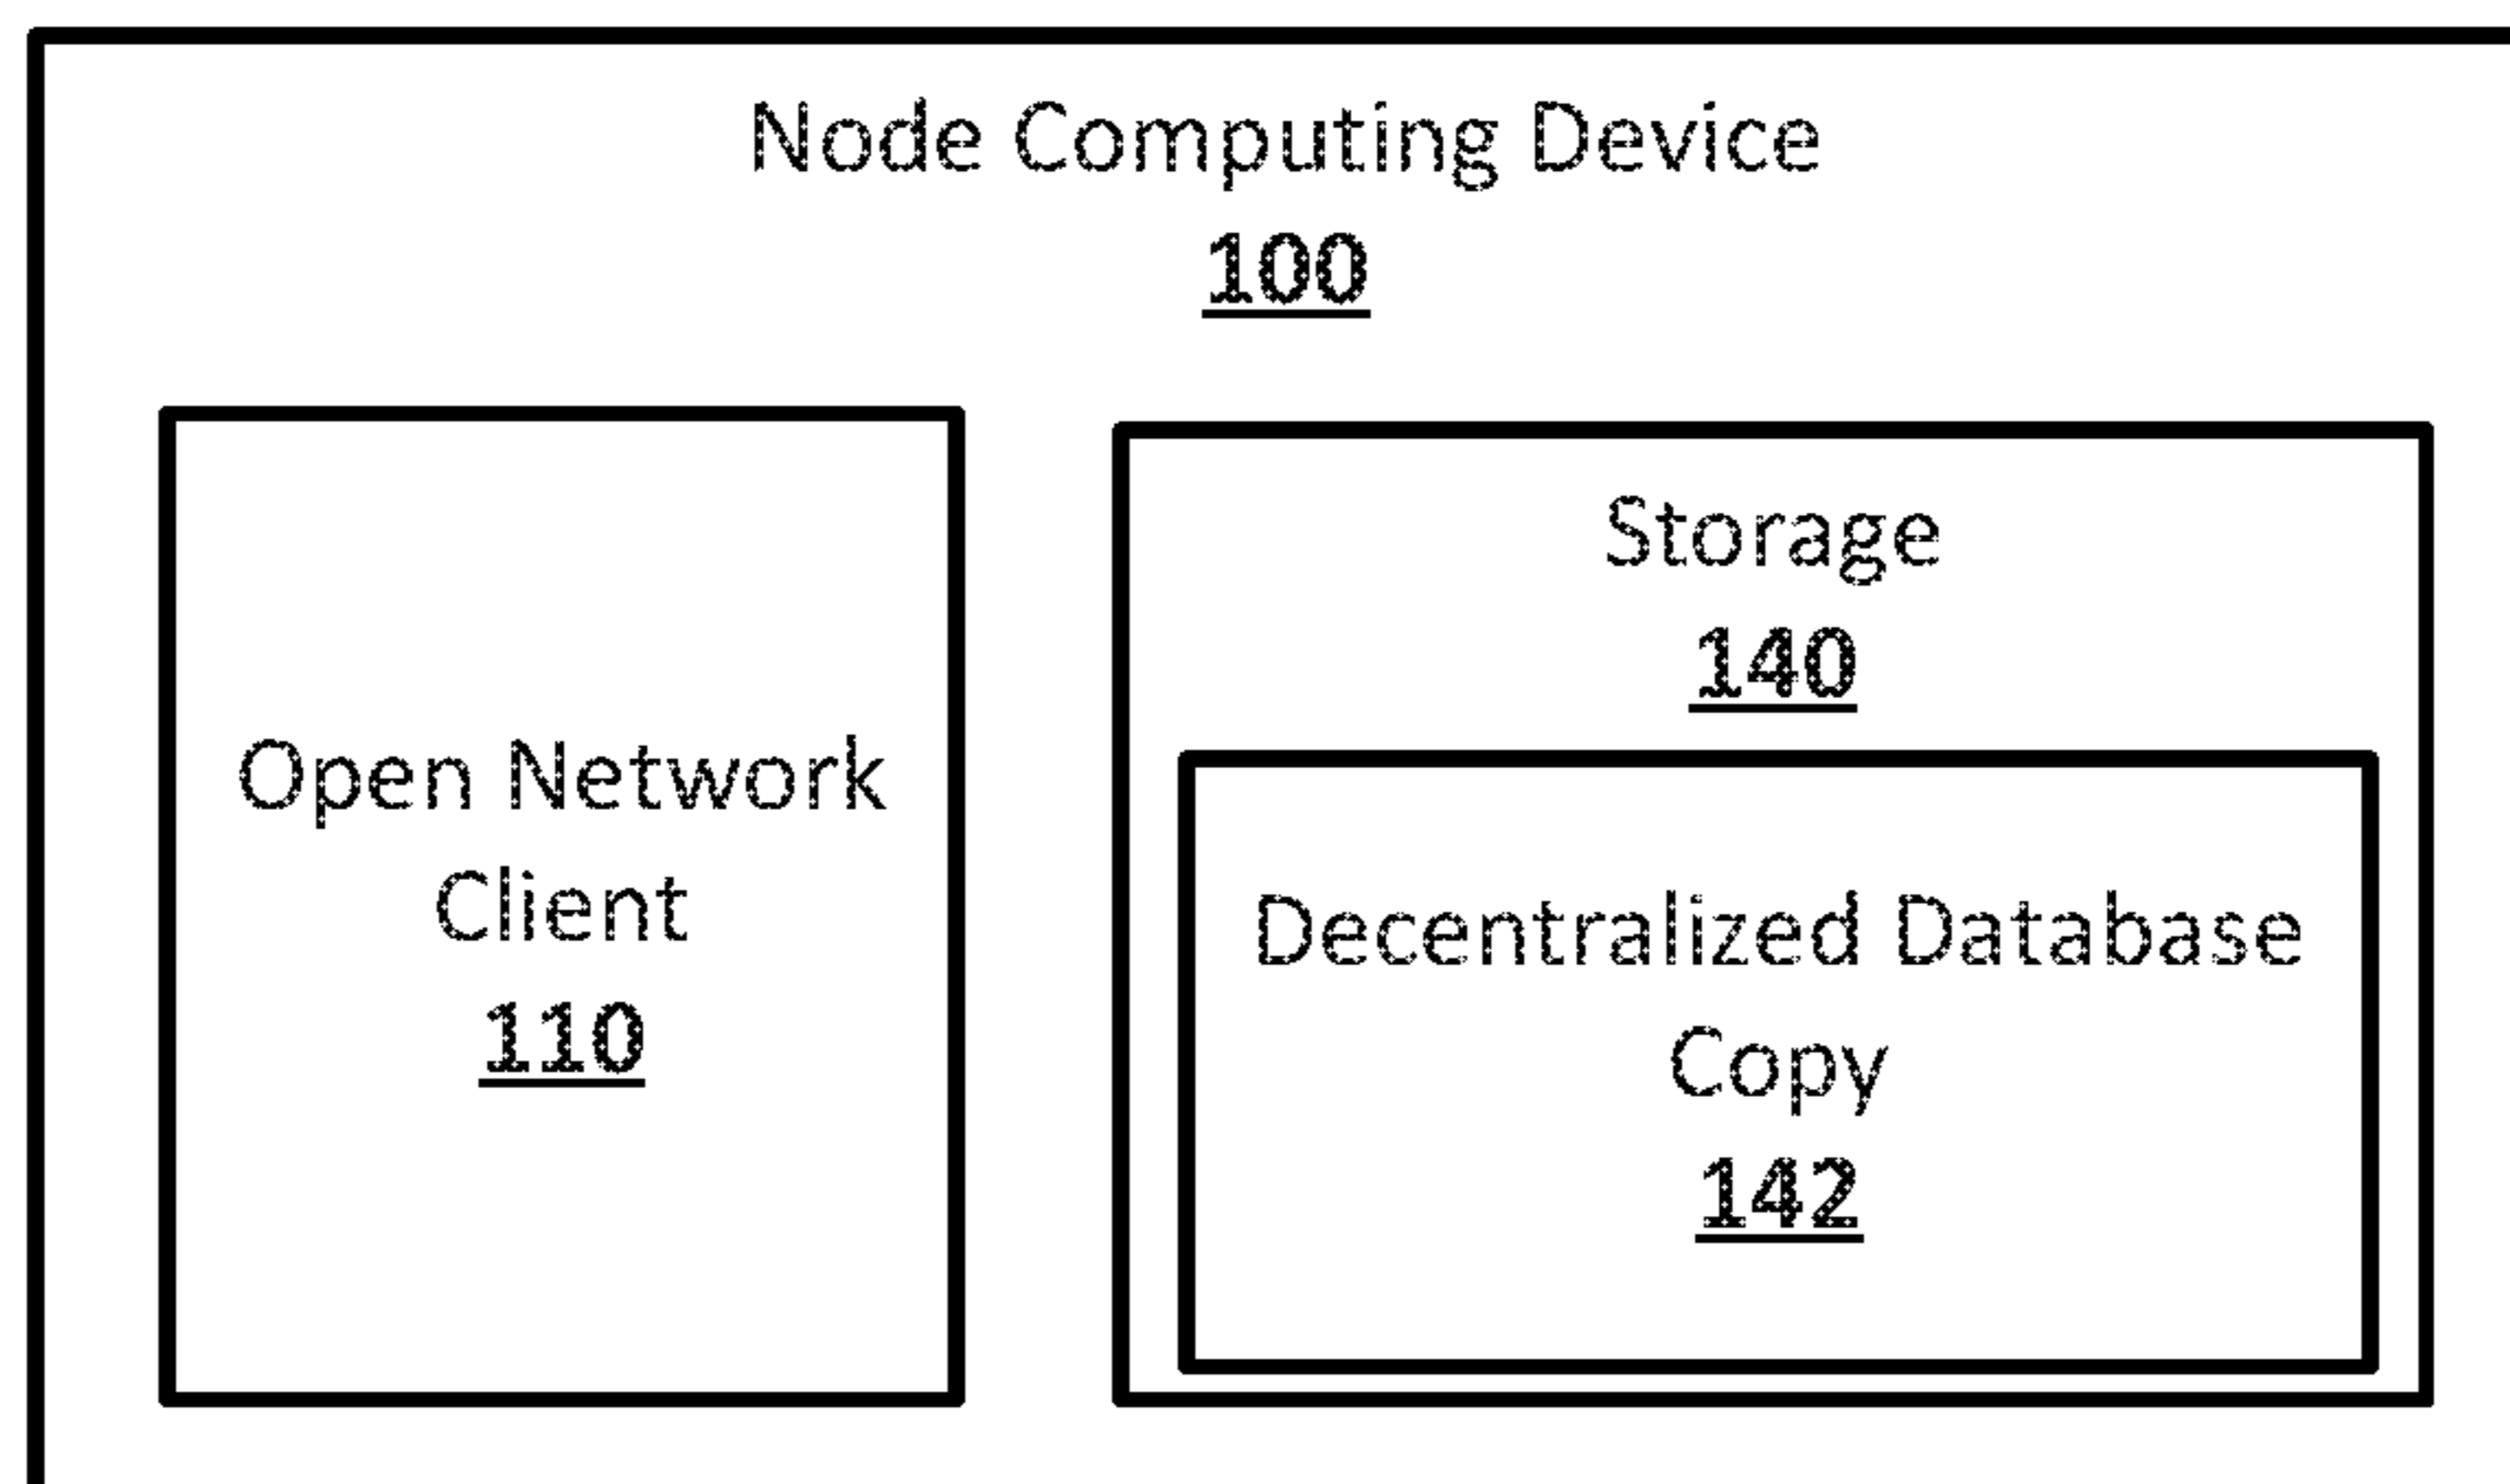 Node Computing Device
100
Open Network
Client
110
Storage
140
Decentralized Database
Copy
142